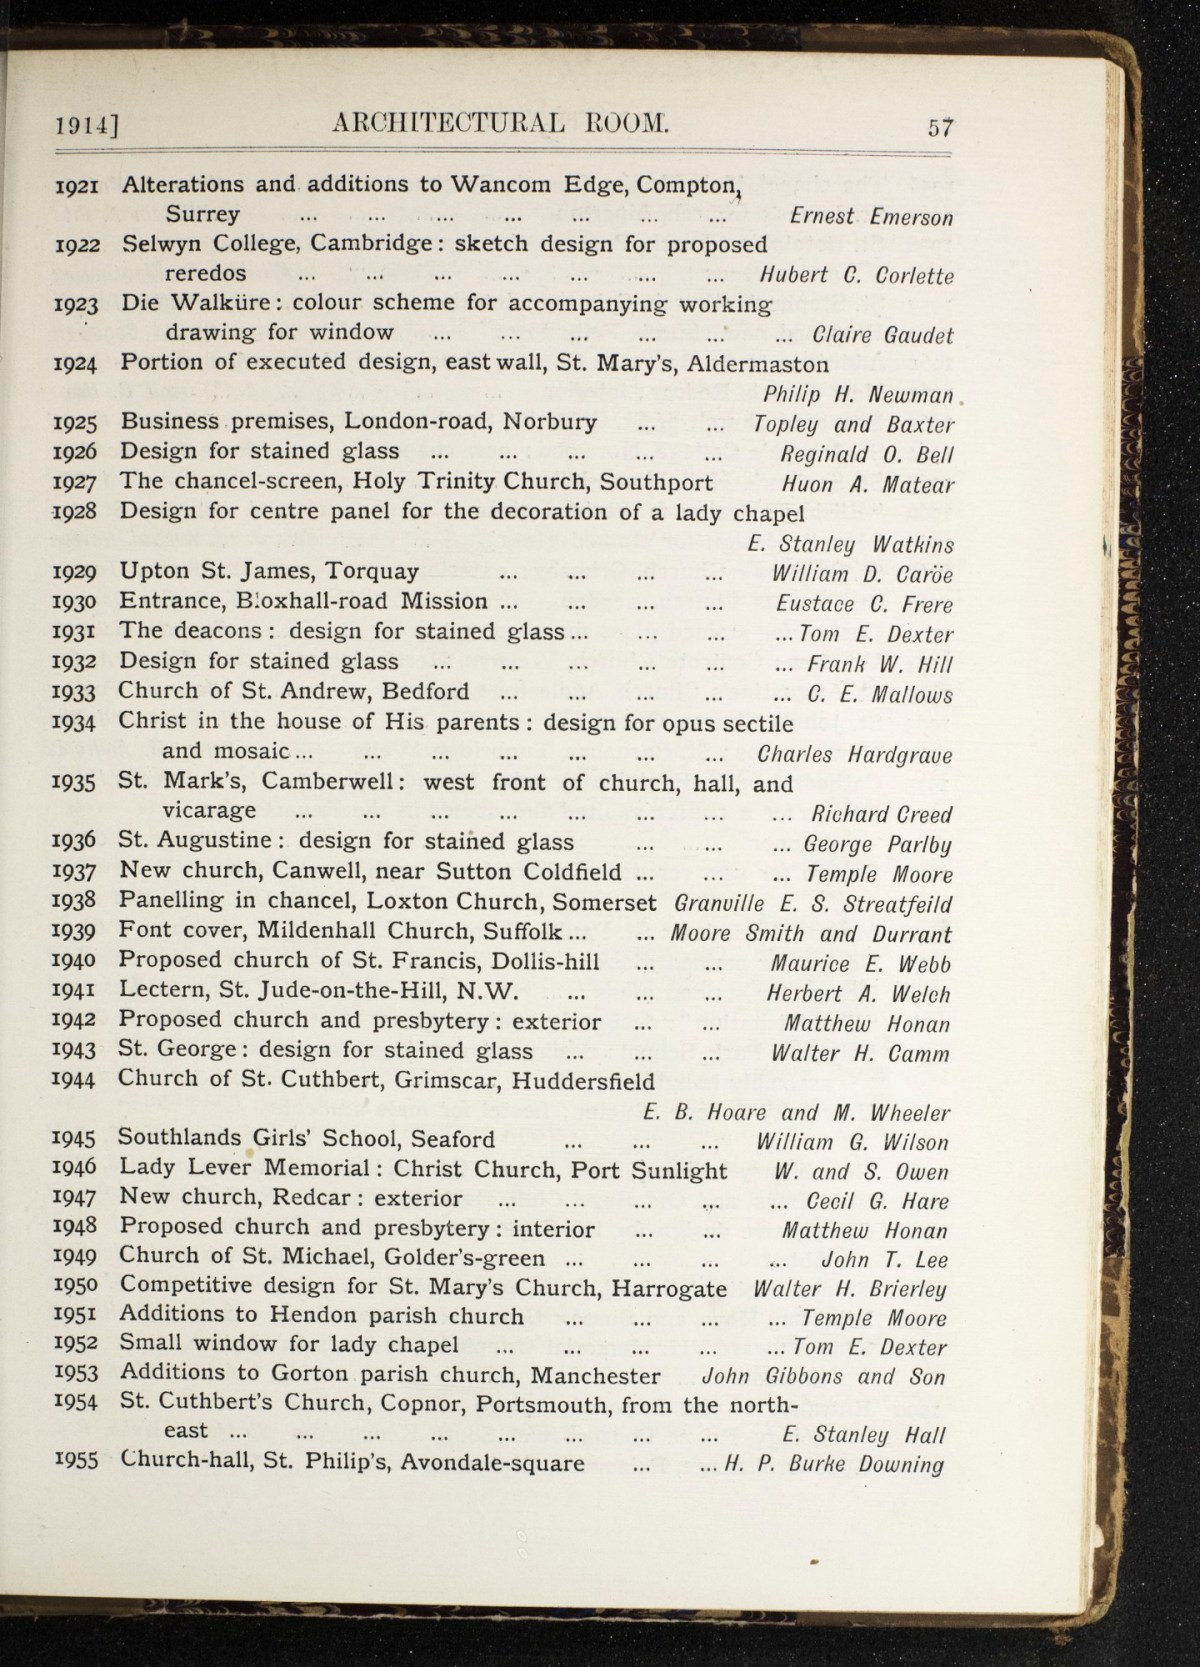 1914] ARCHITECTURAL ROOM. 57
1921 Alterations and additions to Wancom Edge, Compton,
Surrey ... ... ... ... ... ... ... Ernest Emerson
1922 Selwyn College, Cambridge: sketch design for proposed
reredos ... ... ... ... ... ... ... Hubert C. Corlette
1923 Die Walküre: colour scheme for accompanying working
drawing for window ... ... ... ... ... ... Claire Gaudet
1924 Portion of executed design, east wall, St. Mary's, Aldermaston
Philip H. Newman
1925 Business premises, London-road, Norbury ... ... Topley and Baxter
1926 Design for stained glass ... ... ... ... ... Reginald O. Bell
1927 The chancel-screen, Holy Trinity Church, Southport Huon A. Matear
1928 Design for centre panel for the decoration of a lady chapel
E. Stanley Watkins
1929 Upton St. James, Torquay ... ... ... ... William D. Caröe
1930 Entrance, Bloxhall-road Mission ... ... ... ... Eustace C. Frere
1931 The deacons: design for stained glass ... ... ... ... Tom E. Dexter
1932 Design for stained glass ... ... ... ... ... ... Frank W. Hill
1933 Church of St. Andrew, Bedford ... ... ... ... ... C. E. Mallows
1934 Christ in the house of His parents: design for opus sectile
and mosaic ... ... ... ... ... ... ... Charles Hardgrave
1935 St. Mark's, Camberwell: west front of church, hall, and
vicarage ... ... ... ... ... ... ... ... Richard Creed
1936 St. Augustine: design for stained glass ... ... ... George Parlby
1937 New church, Canwell, near Sutton Coldfield ... ... ... Temple Moore
1938 Panelling in chancel, Loxton Church, Somerset Granville E. S. Streatfeild
1939 Font cover, Mildenhall Church, Suffolk ... ... Moore Smith and Durrant
1940 Proposed church of St. Francis, Dollis-hill ... ... Maurice E. Webb
1941 Lectern, St. Jude-on-the-Hill, N.W. ... ... ... Herbert A. Welch
1942 Proposed church and presbytery: exterior ... ... Matthew Honan
1943 St. George: design for stained glass ... ... ... Walter H. Camm
1944 Church of St. Cuthbert, Grimscar, Huddersfield
E. B. Hoare and M. Wheeler
1945 Southlands Girls' School, Seaford ... ... ... William G. Wilson
1946 Lady Lever Memorial: Christ Church, Port Sunlight W. and S. Owen
1947 New church, Redcar: exterior ... ... ... ... ... Cecil G. Hare
1948 Proposed church and presbytery: interior ... ... Matthew Honan
1949 Church of St. Michael, Golder's-green ... ... ... ... John T. Lee
1950 Competitive design for St. Mary's Church, Harrogate Walter H. Brierley
1951 Additions to Hendon parish church ... ... ... ... Temple Moore
1952 Small window for lady chapel ... ... ... ... ... Tom E. Dexter
1953 Additions to Gorton parish church, Manchester John Gibbons and Son
1954 St. Cuthbert's Church, Copnor, Portsmouth, from the north-
east ... ... ... ... ... ... ... ... E. Stanley Hall
1955 Church-hall, St. Philip's, Avondale-square ... ... H. P. Burke Downing